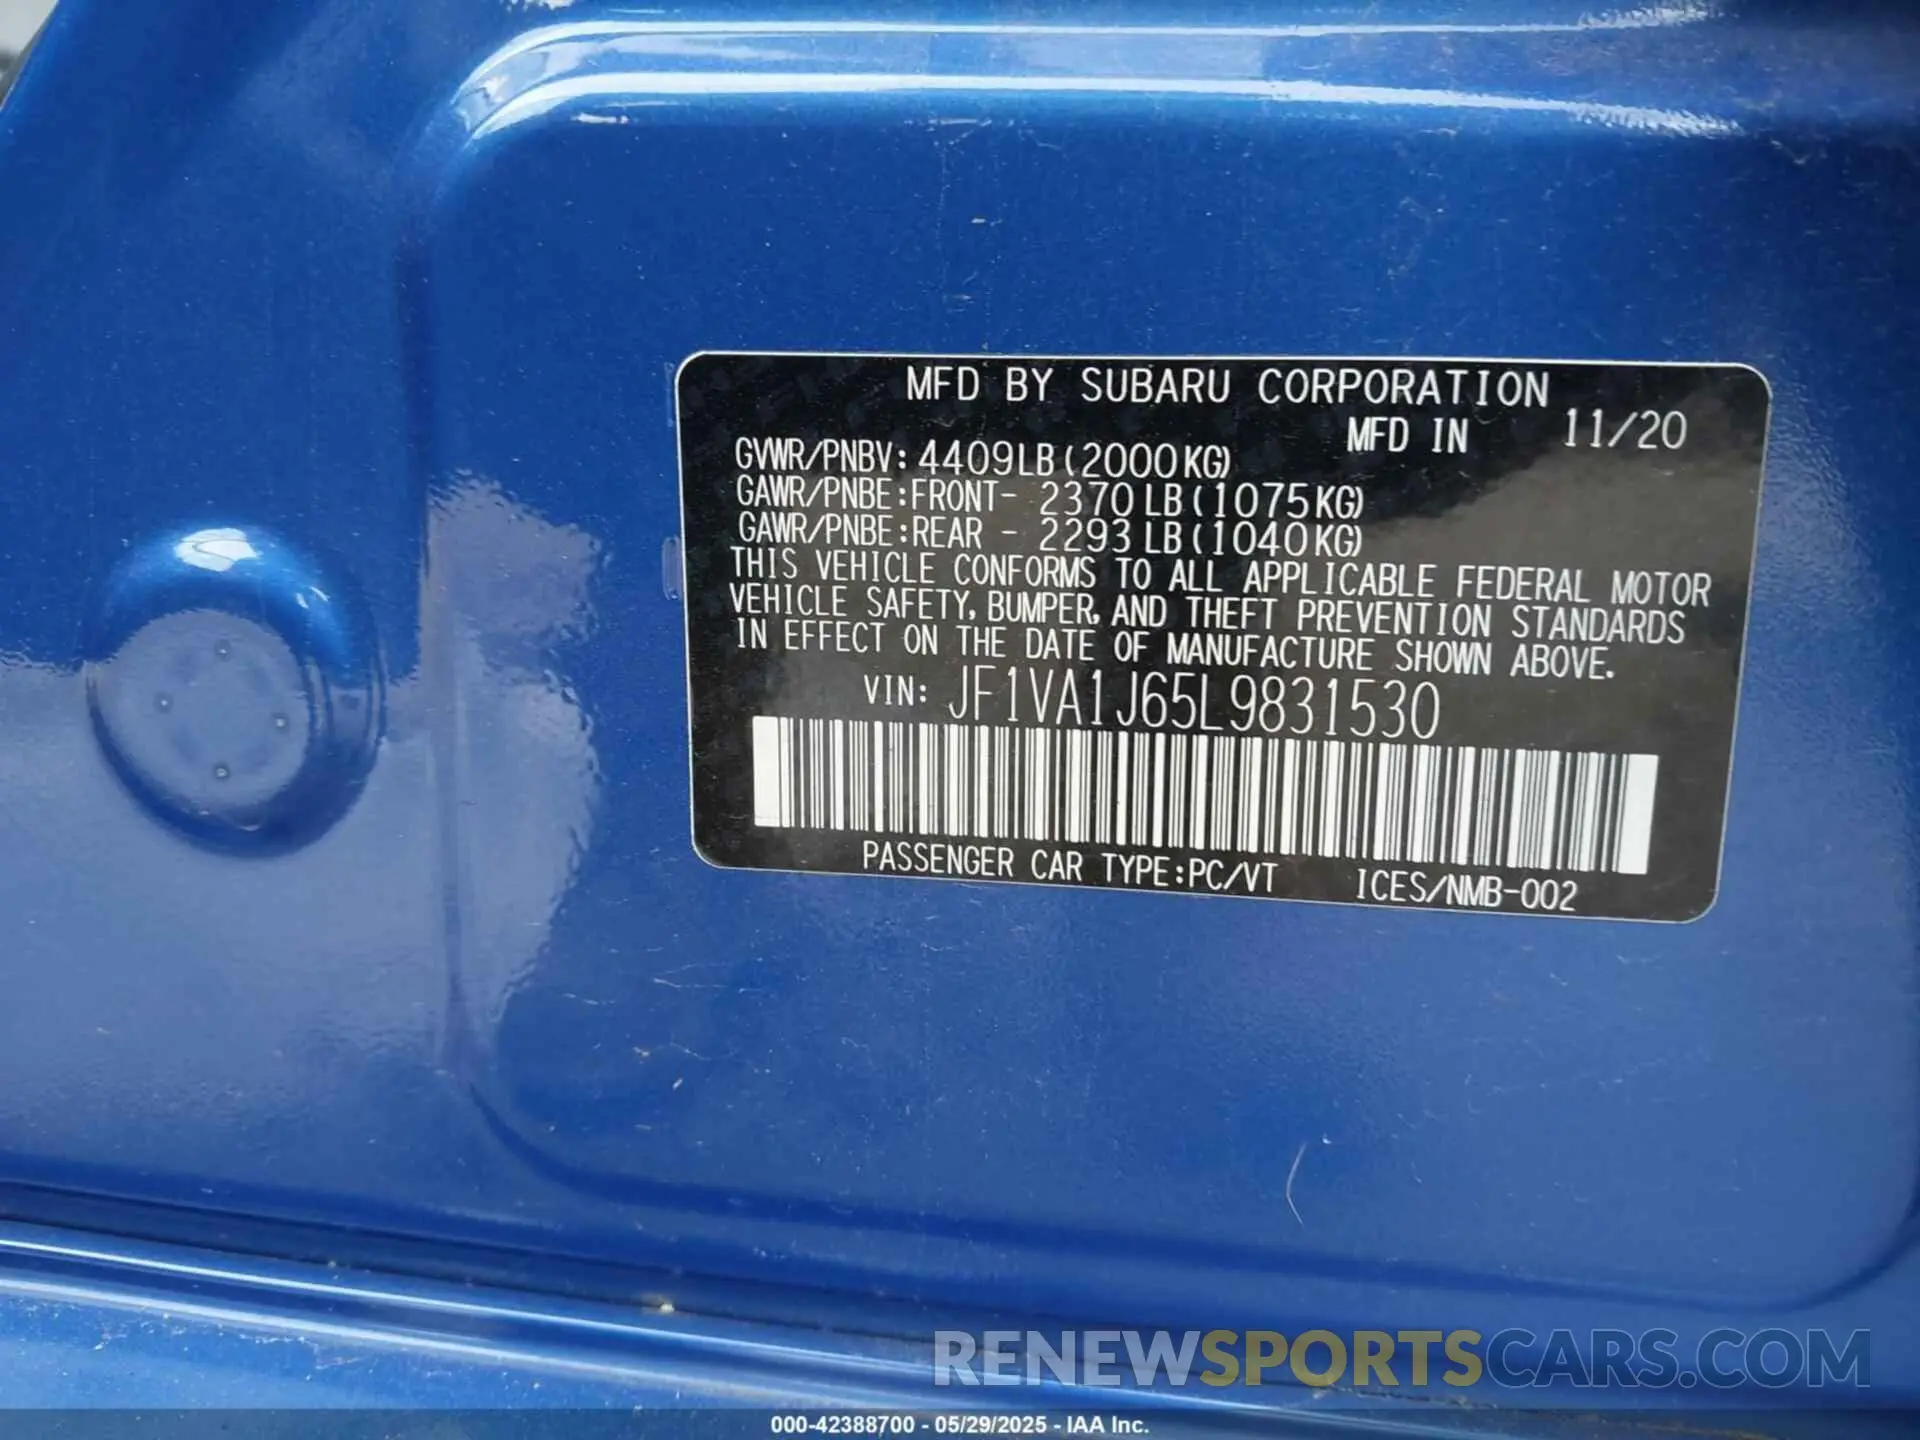 MFD BY SUBARU CORPORATION
MFD IN 11/20
GVWR/PNBV: 4409LB (2000KG)
GAWR/PNBE:FRONT- 2370LB (1075KG)
GAWR/PNBE:REAR - 2293LB (1040KG)
THIS VEHICLE CONFORMS TO ALL APPLICABLE FEDERAL MOTOR
VEHICLE SAFETY, BUMPER, AND THEFT PREVENTION STANDARDS
IN EFFECT ON THE DATE OF MANUFACTURE SHOWN ABOVE.
VIN: JF1VA1J65L9831530
PASSENGER CAR TYPE:PC/VT ICES/NMB-002
RENEWSPORTSCARS.COM
000-42388700 - 05/29/2025 - IAA Inc.